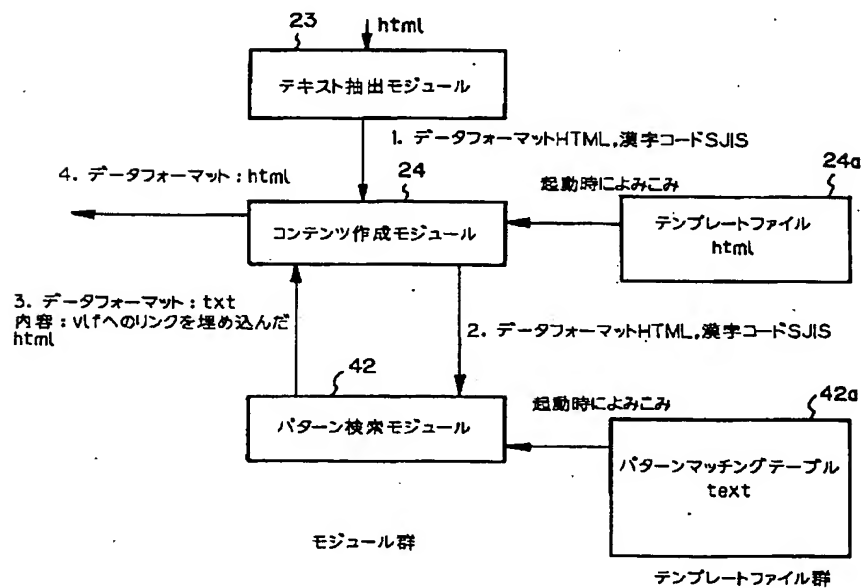 23
html
テキスト抽出モジュール
1. データフォーマットHTML,漢字コードSJIS
4. データフォーマット:html
24
起動時によみこみ
24a
コンテンツ作成モジュール
テンプレートファイル
html
3. データフォーマット:txt
内容:vlfへのリンクを埋め込んだ
html
2. データフォーマットHTML,漢字コードSJIS
42
起動時によみこみ
42a
パターン検索モジュール
パターンマッチングテーブル
text
モジュール群
テンプレートファイル群